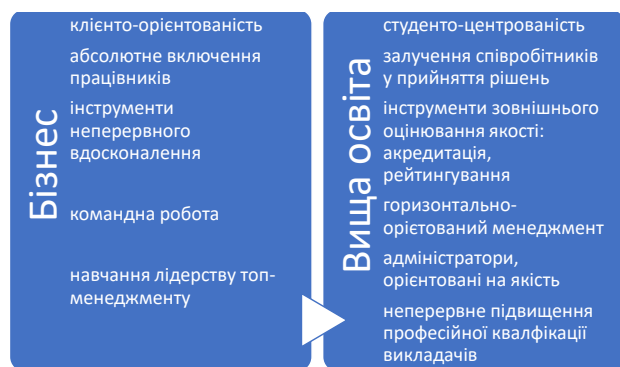 Бізнес
клієнто-орієнтованість
абсолютне включення
працівників
інструменти
неперервного
вдосконалення
командна робота
навчання лідерству топ-
менеджменту
Вища освіта
студенто-центрованість
залучення співробітників
у прийняття рішень
інструменти зовнішнього
оцінювання якості:
акредитація,
рейтингування
горизонтально-
орієтований менеджмент
адміністратори,
орієнтовані на якість
неперервне підвищення
професійної квалфікації
викладачів